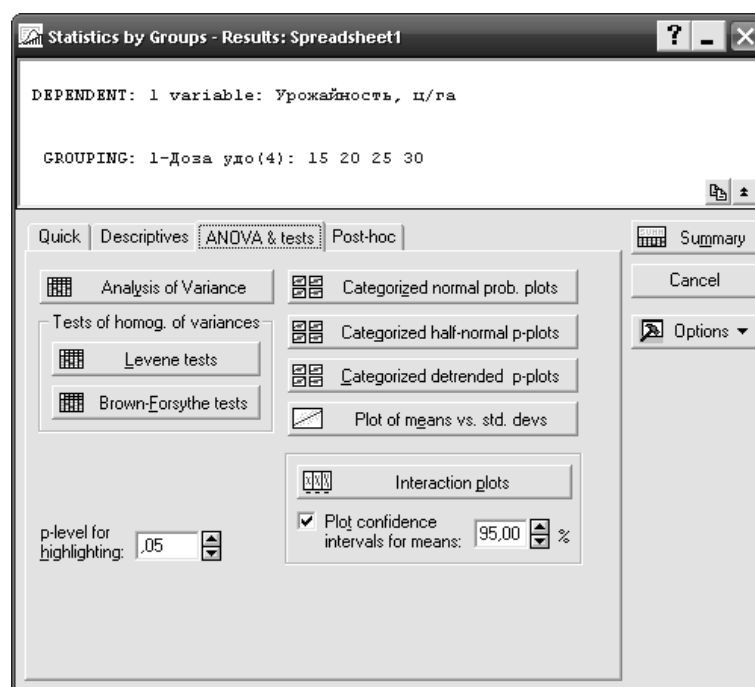 Statistics by Groups - Results: Spreadsheet1
DEPENDENT: 1 variable: Урожайность, ц/га
GROUPING: 1-Доза удо(4): 15 20 25 30
Quick Descriptives ANOVA & tests Post-hoc
Summary
Cancel
Options
Analysis of Variance
Tests of homog. of variances
Levene tests
Brown-Forsythe tests
p-level for
highlighting: ,05
Categorized normal prob. plots
Categorized half-normal p-plots
Categorized detrended p-plots
Plot of means vs. std. devs
Interaction plots
Plot confidence
intervals for means: 95,00 %